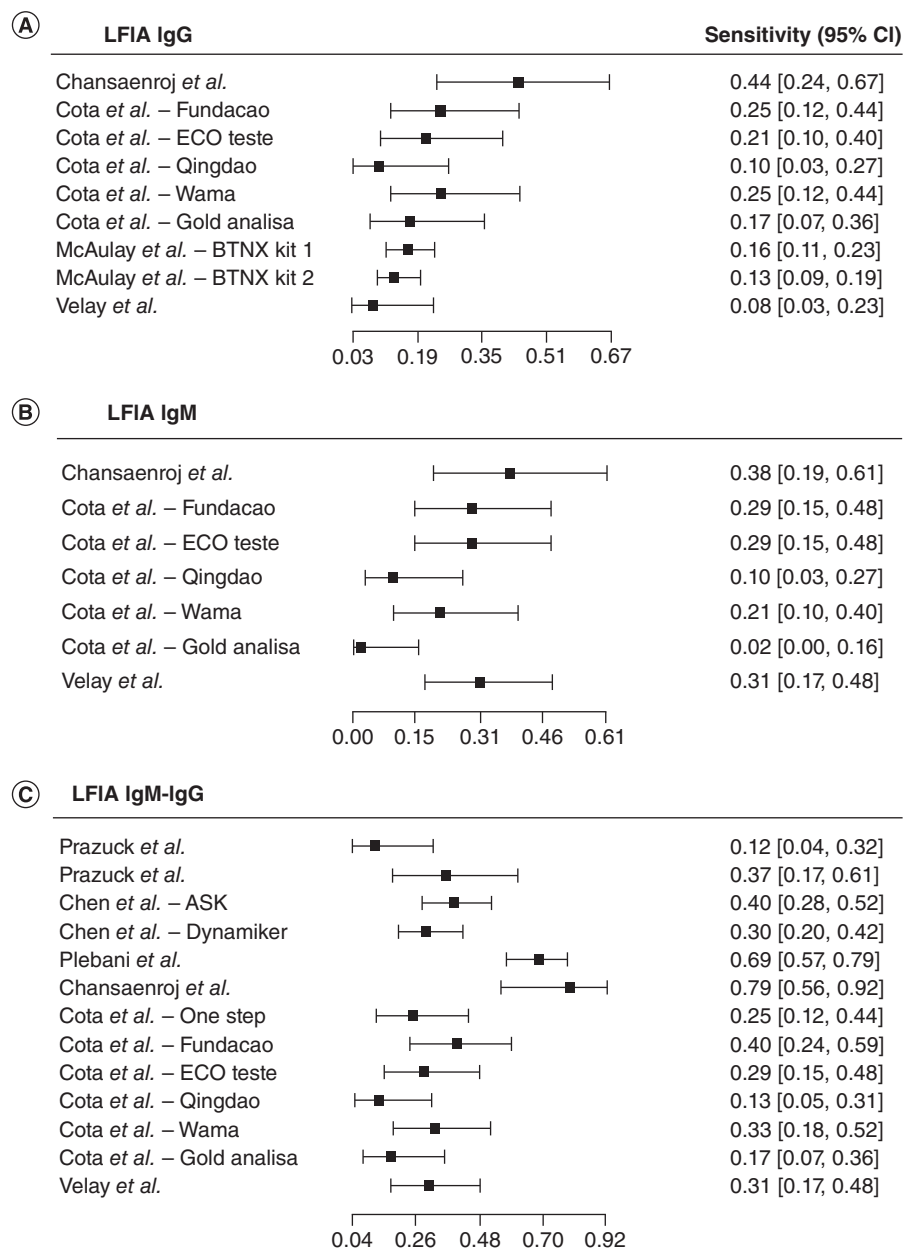 A LFIA IgG Sensitivity (95% CI)
Chansaenroj et al. 0.44 [0.24, 0.67]
Cota et al. – Fundacao 0.25 [0.12, 0.44]
Cota et al. – ECO teste 0.21 [0.10, 0.40]
Cota et al. – Qingdao 0.10 [0.03, 0.27]
Cota et al. – Wama 0.25 [0.12, 0.44]
Cota et al. – Gold analisa 0.17 [0.07, 0.36]
McAulay et al. – BTNX kit 1 0.16 [0.11, 0.23]
McAulay et al. – BTNX kit 2 0.13 [0.09, 0.19]
Velay et al. 0.08 [0.03, 0.23]
0.03 0.19 0.35 0.51 0.67
B LFIA IgM
Chansaenroj et al. 0.38 [0.19, 0.61]
Cota et al. – Fundacao 0.29 [0.15, 0.48]
Cota et al. – ECO teste 0.29 [0.15, 0.48]
Cota et al. – Qingdao 0.10 [0.03, 0.27]
Cota et al. – Wama 0.21 [0.10, 0.40]
Cota et al. – Gold analisa 0.02 [0.00, 0.16]
Velay et al. 0.31 [0.17, 0.48]
0.00 0.15 0.31 0.46 0.61
C LFIA IgM-IgG
Prazuck et al. 0.12 [0.04, 0.32]
Prazuck et al. 0.37 [0.17, 0.61]
Chen et al. – ASK 0.40 [0.28, 0.52]
Chen et al. – Dynamiker 0.30 [0.20, 0.42]
Plebani et al. 0.69 [0.57, 0.79]
Chansaenroj et al. 0.79 [0.56, 0.92]
Cota et al. – One step 0.25 [0.12, 0.44]
Cota et al. – Fundacao 0.40 [0.24, 0.59]
Cota et al. – ECO teste 0.29 [0.15, 0.48]
Cota et al. – Qingdao 0.13 [0.05, 0.31]
Cota et al. – Wama 0.33 [0.18, 0.52]
Cota et al. – Gold analisa 0.17 [0.07, 0.36]
Velay et al. 0.31 [0.17, 0.48]
0.04 0.26 0.48 0.70 0.92